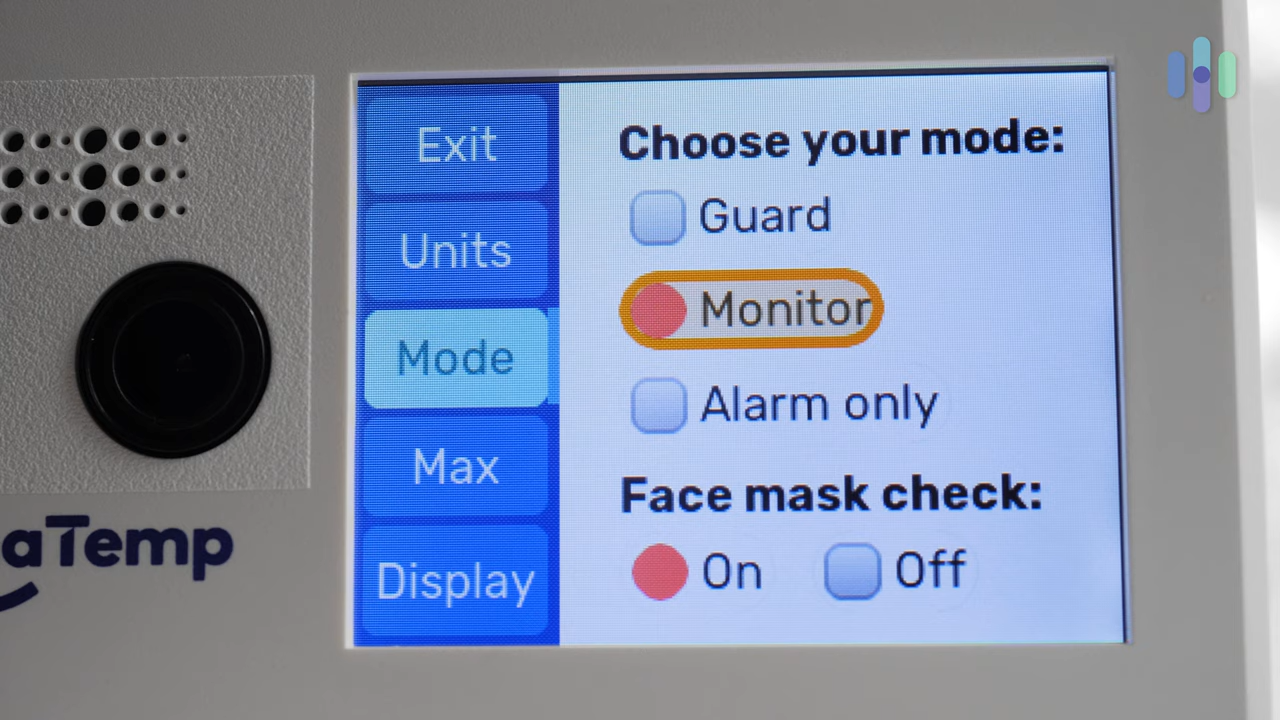 Exit
Units
Mode
Max
Display
Choose your mode:
Guard
Monitor
Alarm only
Face mask check:
On Off
aTemp